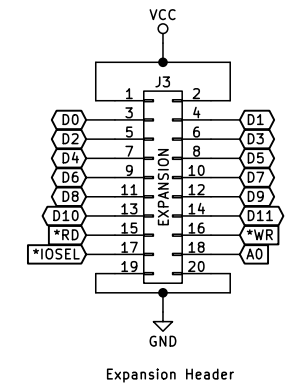 VCC
J3
1 2
D0 3 4 D1
D2 5 6 D3
D4 7 8 D5
D6 9 10 D7
D8 11 12 D9
D10 13 14 D11
*RD 15 16 *WR
*IOSEL 17 18 A0
19 20
EXPANSION
GND
Expansion Header